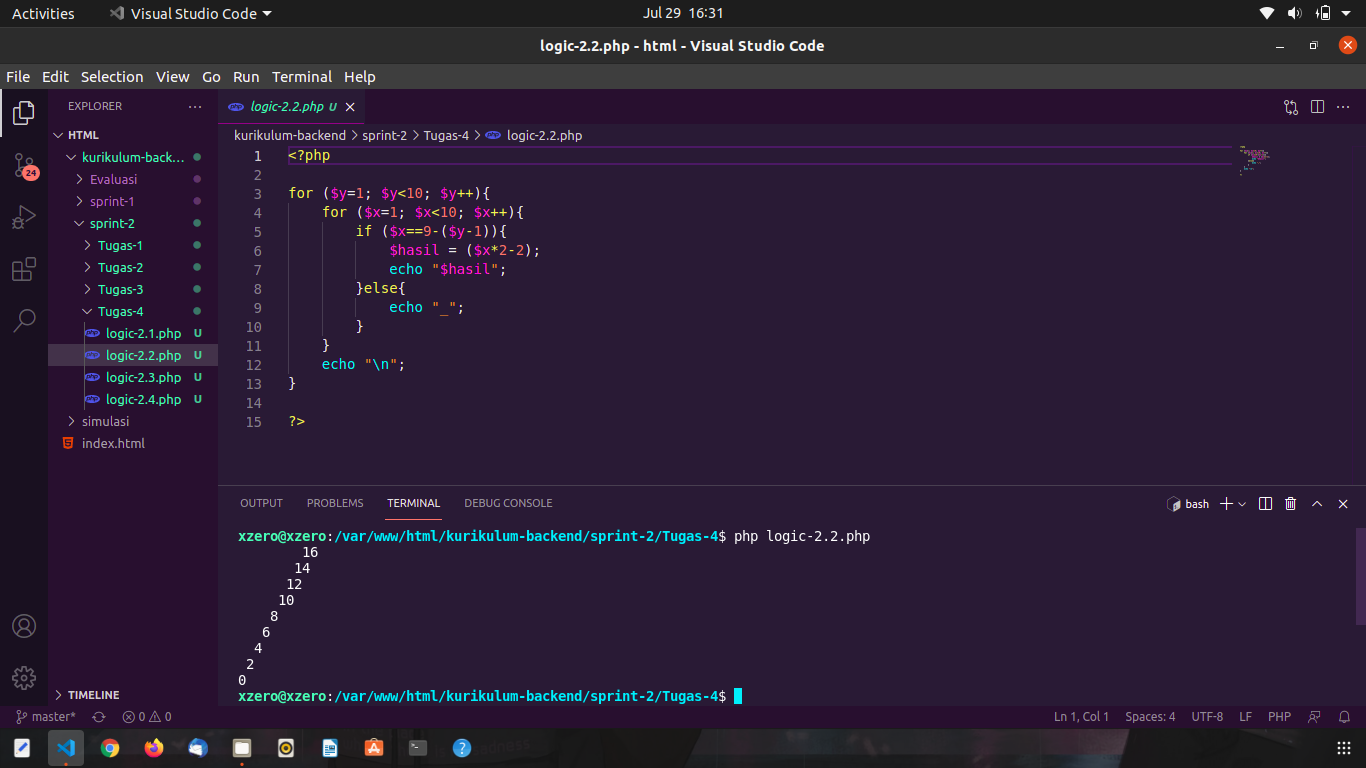 Activities Visual Studio Code Jul 29 16:31
logic-2.2.php - html - Visual Studio Code
File Edit Selection View Go Run Terminal Help
EXPLORER
HTML
kurikulum-back...
Evaluasi
sprint-1
sprint-2
Tugas-1
Tugas-2
Tugas-3
Tugas-4
logic-2.1.php U
logic-2.2.php U
logic-2.3.php U
logic-2.4.php U
simulasi
index.html
TIMELINE
24
logic-2.2.php U
kurikulum-backend > sprint-2 > Tugas-4 > logic-2.2.php
1 <?php
2
3 for ($y=1; $y<10; $y++){
4     for ($x=1; $x<10; $x++){
5         if ($x==9-($y-1)){
6             $hasil = ($x*2-2);
7             echo "$hasil";
8         }else{
9             echo "_";
10         }
11     }
12     echo "\n";
13 }
14
15 ?>
OUTPUT PROBLEMS TERMINAL DEBUG CONSOLE bash
xzero@xzero:/var/www/html/kurikulum-backend/sprint-2/Tugas-4$ php logic-2.2.php
        16
       14
      12
     10
    8
   6
  4
 2
0
xzero@xzero:/var/www/html/kurikulum-backend/sprint-2/Tugas-4$
master* 0 0 Ln 1, Col 1 Spaces: 4 UTF-8 LF PHP